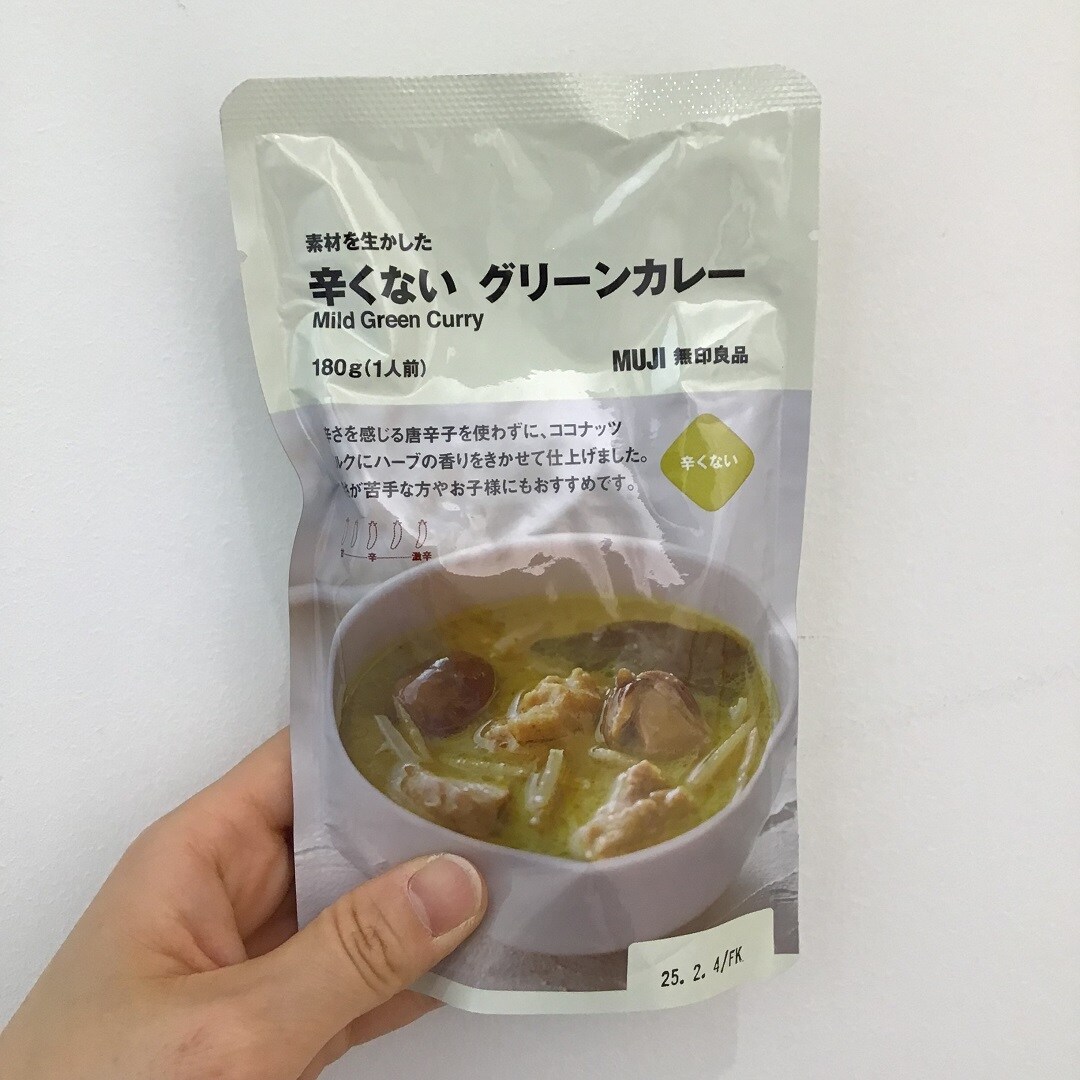 素材を生かした
辛くない グリーンカレー
Mild Green Curry
180g(1人前)
MUJI 無印良品
辛さを感じる唐辛子を使わずに、ココナッツ
ルクにハーブの香りをきかせて仕上げました。
が苦手な方やお子様にもおすすめです。
辛くない
辛 激辛
25. 2. 4/FK